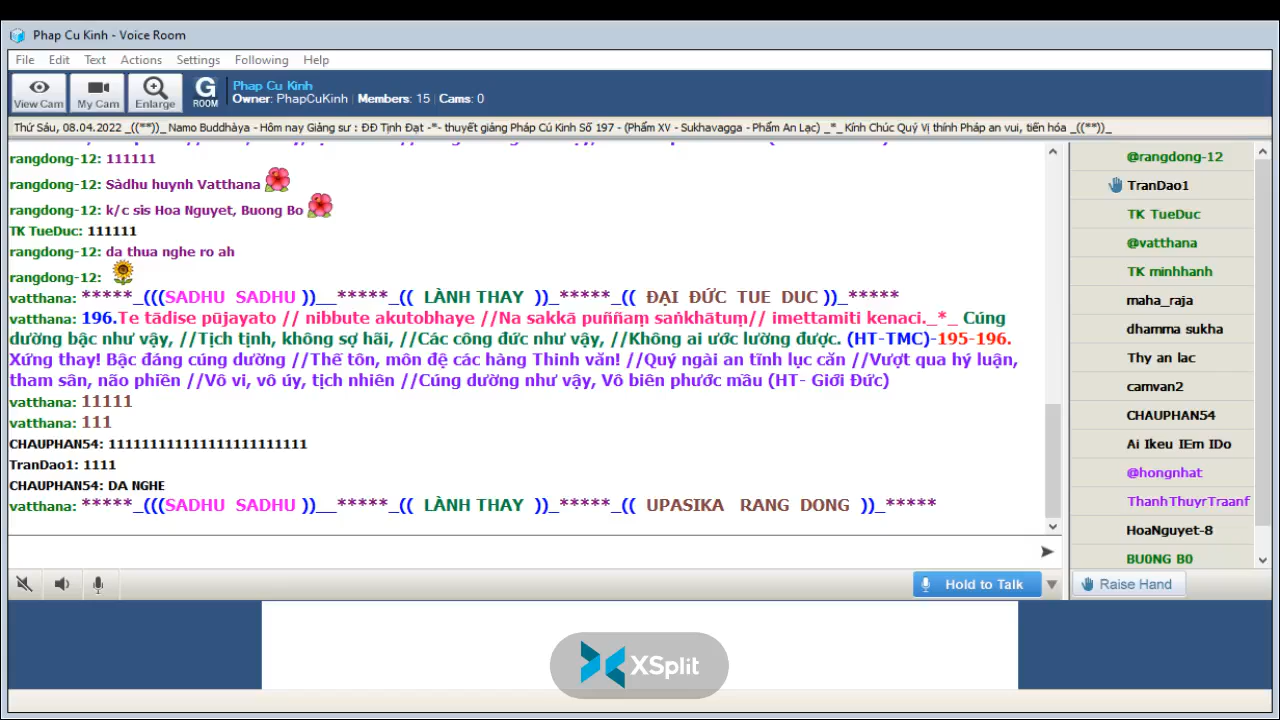 Phap Cu Kinh - Voice Room
File Edit Text Actions Settings Following Help
View Cam My Cam Enlarge G ROOM
Phap Cu Kinh
Owner: PhapCuKinh | Members: 15 | Cams: 0
Thứ Sáu, 08.04.2022 _((**))_ Namo Buddhàya - Hôm nay Giảng sư : ĐĐ Tịnh Đạt -*- thuyết giảng Pháp Cú Kinh Số 197 - (Phẩm XV - Sukhavagga - Phẩm An Lạc) _*_ Kính Chúc Quý Vị thính Pháp an vui, tiến hóa _((**))_
rangdong-12: 111111
rangdong-12: Sàdhu huynh Vatthana
rangdong-12: k/c sis Hoa Nguyet, Buong Bo
TK TueDuc: 111111
rangdong-12: da thua nghe ro ah
rangdong-12:
vatthana: *****_(((SADHU SADHU ))__*****_(( LÀNH THAY ))_*****_(( ĐẠI ĐỨC TUE DUC ))_*****
vatthana: 196.Te tādise pūjayato // nibbute akutobhaye //Na sakkā puññaṃ saṅkhātuṃ// imettamiti kenaci._*_ Cúng
dường bậc như vậy, //Tịch tịnh, không sợ hãi, //Các công đức như vậy, //Không ai ước lường được. (HT-TMC)-195-196.
Xứng thay! Bậc đáng cúng dường //Thế tôn, môn đệ các hàng Thinh văn! //Quý ngài an tĩnh lục căn //Vượt qua hý luận,
tham sân, não phiền //Vô vi, vô úy, tịch nhiên //Cúng dường như vậy, Vô biên phước mầu (HT- Giới Đức)
vatthana: 11111
vatthana: 111
CHAUPHAN54: 111111111111111111111111
TranDao1: 1111
CHAUPHAN54: DA NGHE
vatthana: *****_(((SADHU SADHU ))__*****_(( LÀNH THAY ))_*****_(( UPASIKA RANG DONG ))_*****
@rangdong-12
TranDao1
TK TueDuc
@vatthana
TK minhhanh
maha_raja
dhamma sukha
Thy an lac
camvan2
CHAUPHAN54
Ai Ikeu IEm IDo
@hongnhat
ThanhThuyrTraanf
HoaNguyet-8
BU0NG B0
Hold to Talk
Raise Hand
XSplit